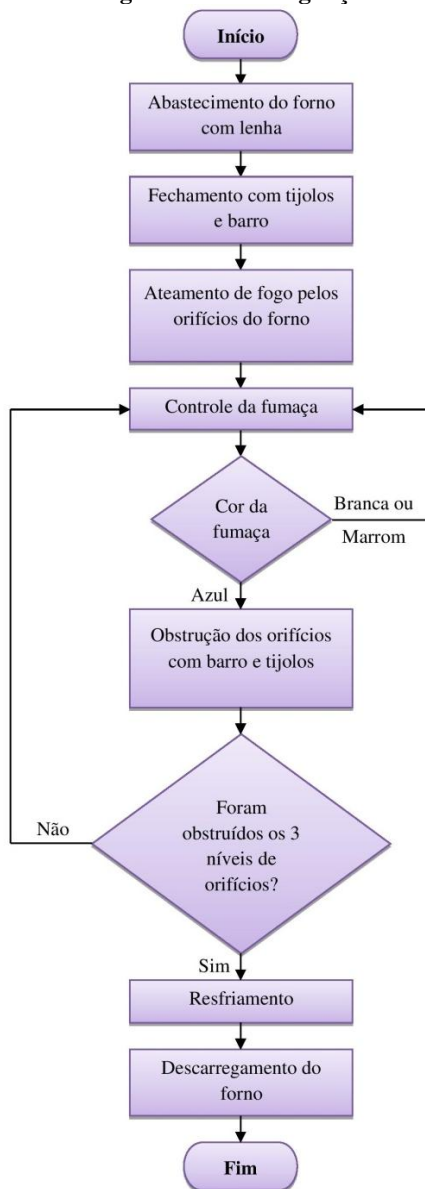 Início
Abastecimento do forno
com lenha
Fechamento com tijolos
e barro
Ateamento de fogo pelos
orifícios do forno
Controle da fumaça
Cor da
fumaça
Branca ou
Marrom
Azul
Obstrução dos orifícios
com barro e tijolos
Foram
obstruídos os 3
níveis de
orifícios?
Não
Sim
Resfriamento
Descarregamento do
forno
Fim